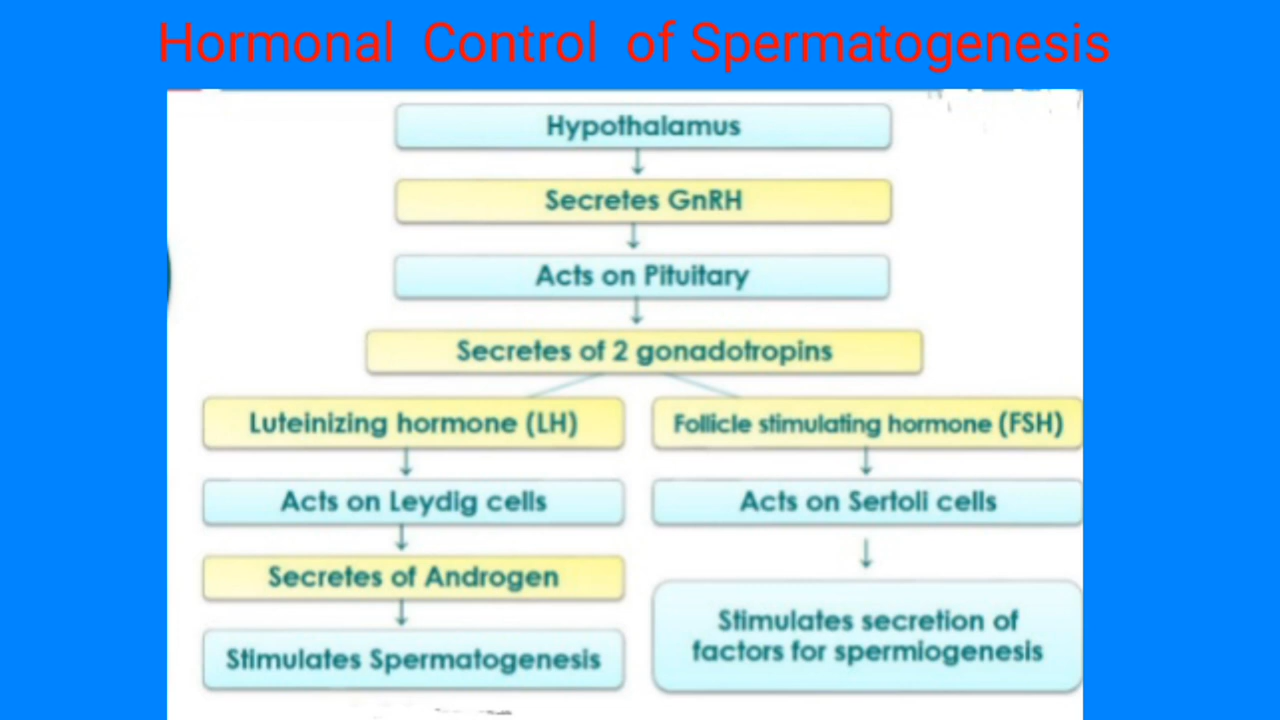 Hormonal Control of Spermatogenesis
Hypothalamus
Secretes GnRH
Acts on Pituitary
Secretes of 2 gonadotropins
Luteinizing hormone (LH)
Follicle stimulating hormone (FSH)
Acts on Leydig cells
Acts on Sertoli cells
Secretes of Androgen
Stimulates Spermatogenesis
Stimulates secretion of
factors for spermiogenesis